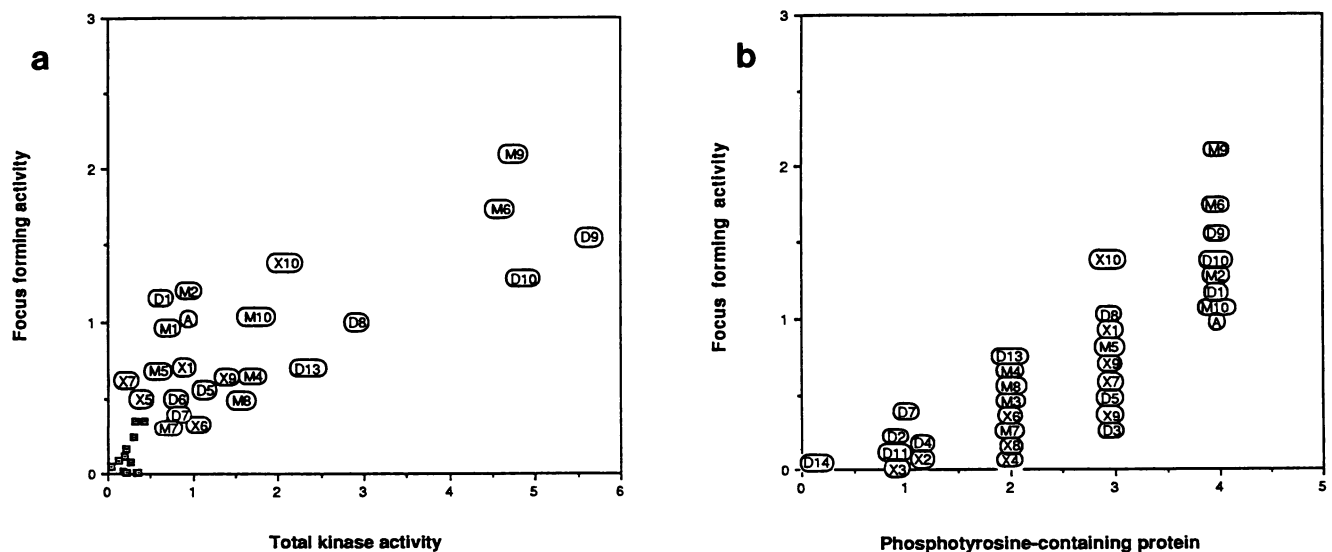 a
3
2
1
0
Focus forming activity
M9
M6
D9
X10
D10
D1
M2
A
M1
M10
D8
M5
X1
D13
X7
X9
M4
D5
X5
D6
M8
D7
M7
X6
0
1
2
3
4
5
6
Total kinase activity
b
3
2
1
0
Focus forming activity
M9
M6
D9
X10
D10
M2
D1
M10
A
D8
X1
M5
X9
X7
D5
X9
D3
D13
M4
M8
M3
X6
M7
X8
X4
D7
D2
D4
D11
X2
X3
D14
0
1
2
3
4
5
Phosphotyrosine-containing protein